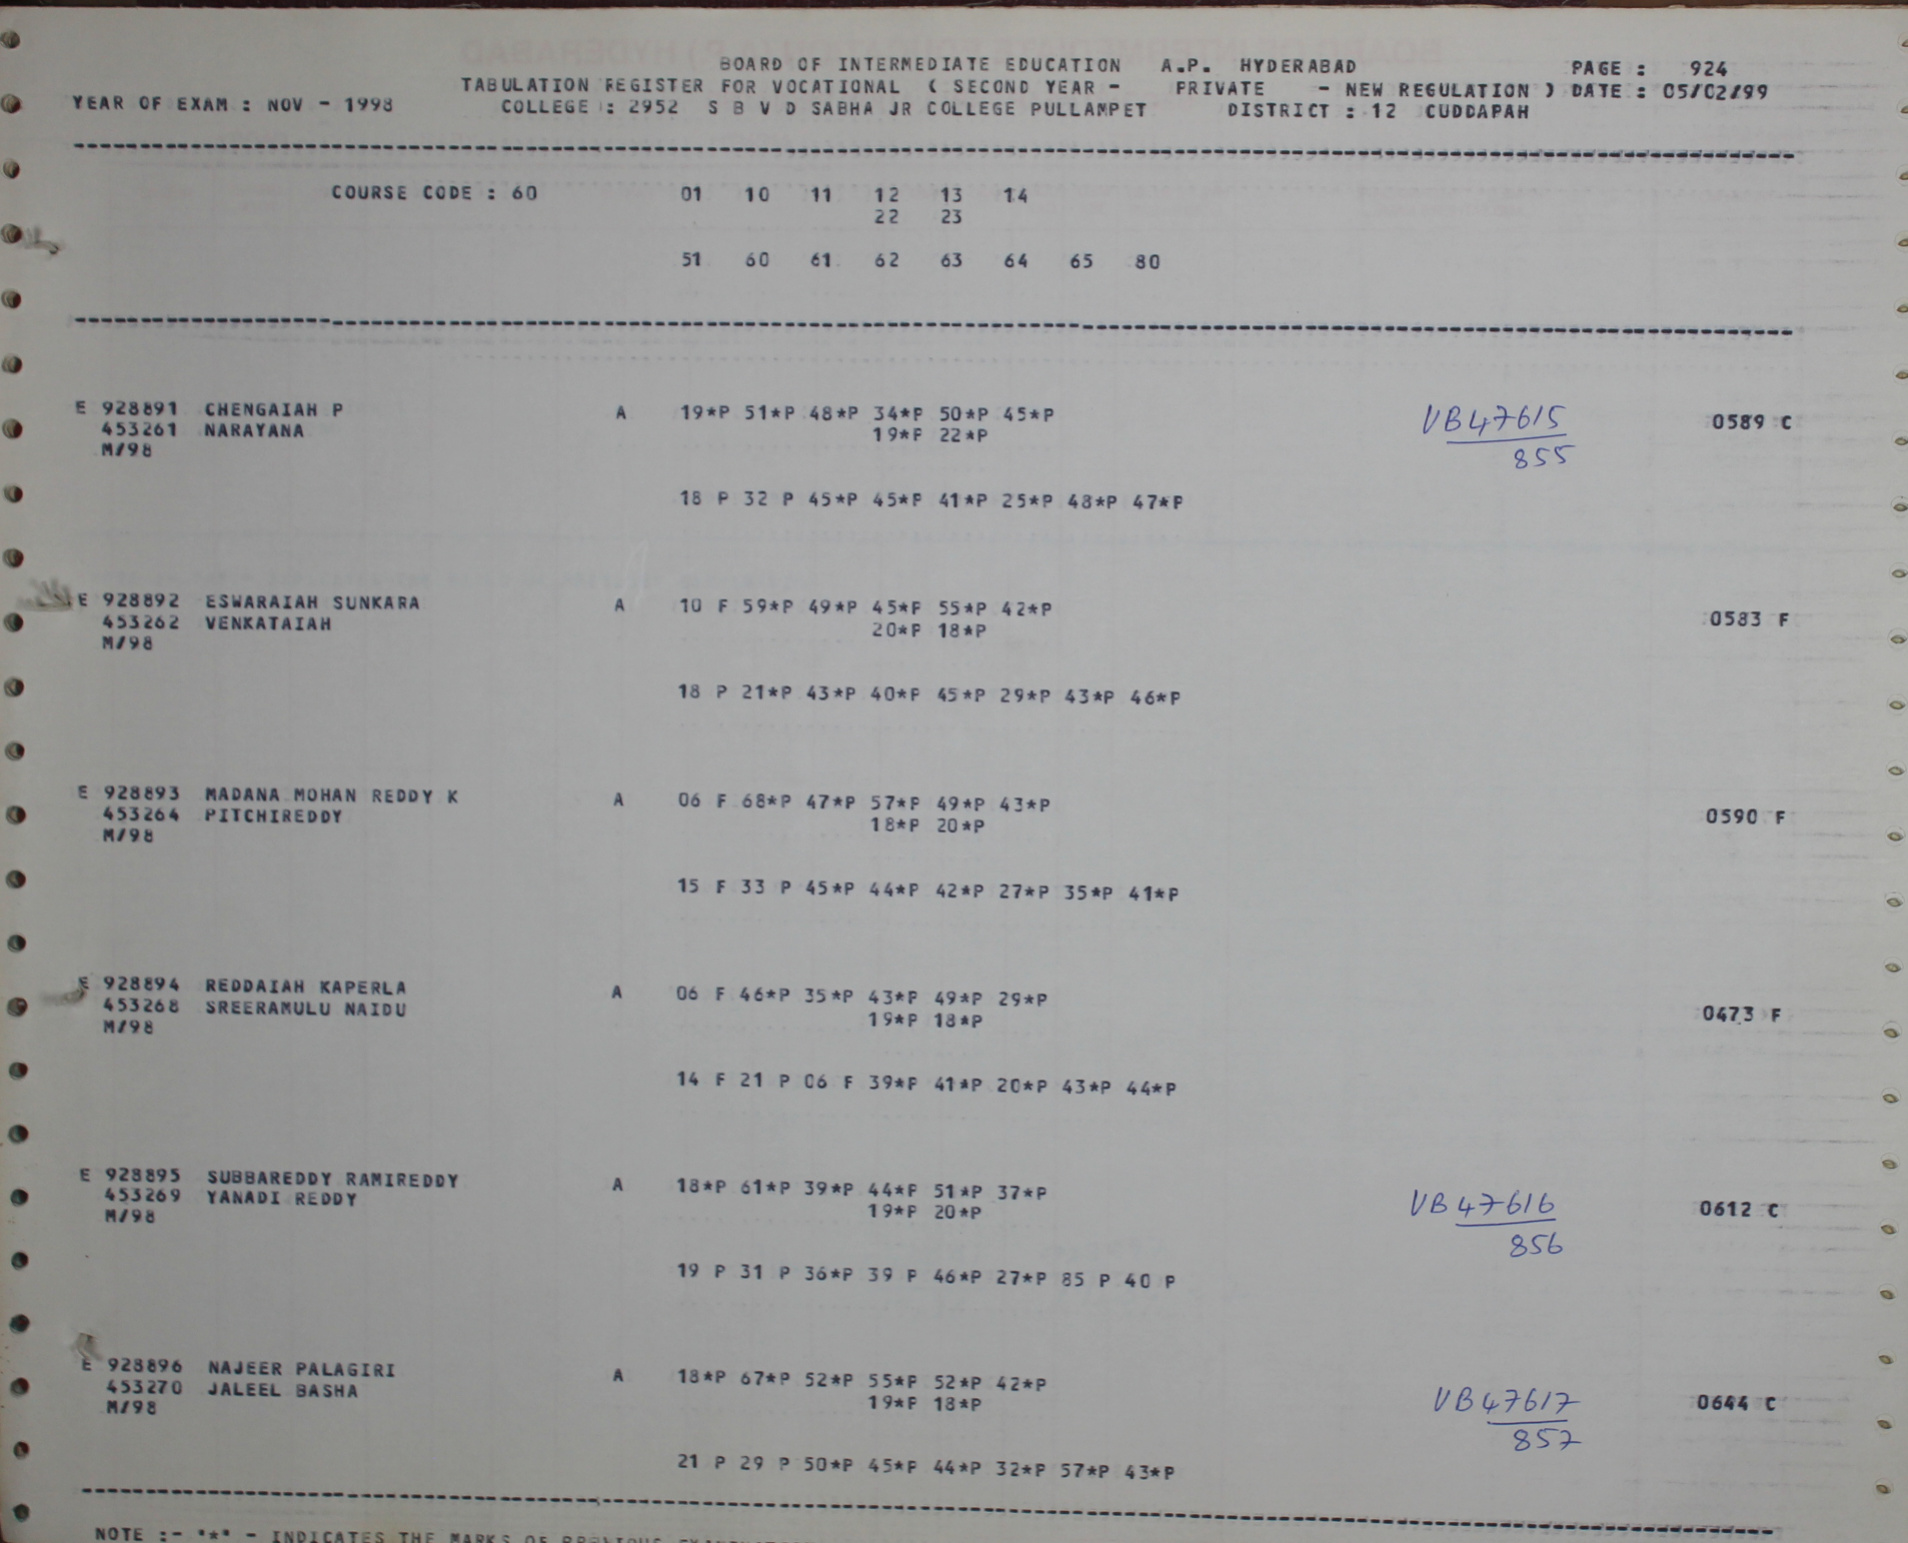 BOARD OF INTERMEDIATE EDUCATION A.P. HYDERABAD PAGE : 924
TABULATION REGISTER FOR VOCATIONAL ( SECOND YEAR - PRIVATE - NEW REGULATION ) DATE : 05/02/99
YEAR OF EXAM : NOV - 1998 COLLEGE : 2952 S B V D SABHA JR COLLEGE PULLAMPET DISTRICT : 12 CUDDAPAH
COURSE CODE : 60 01 10 11 12 13 14
22 23
51 60 61 62 63 64 65 80
E 928891 CHENGAIAH P A 19*P 51*P 48*P 34*P 50*P 45*P VB47615 0589 C
453261 NARAYANA 19*P 22*P
M/98 855
18 P 32 P 45*P 45*P 41*P 25*P 48*P 47*P
E 928892 ESWARAIAH SUNKARA A 10 F 59*P 49*P 45*P 55*P 42*P 0583 F
453262 VENKATAIAH 20*P 18*P
M/98
18 P 21*P 43*P 40*P 45*P 29*P 43*P 46*P
E 928893 MADANA MOHAN REDDY K A 06 F 68*P 47*P 57*P 49*P 43*P 0590 F
453264 PITCHIREDDY 18*P 20*P
M/98
15 F 33 P 45*P 44*P 42*P 27*P 35*P 41*P
E 928894 REDDAIAH KAPERLA A 06 F 46*P 35*P 43*P 49*P 29*P 0473 F
453268 SREERAMULU NAIDU 19*P 18*P
M/98
14 F 21 P 06 F 39*P 41*P 20*P 43*P 44*P
E 928895 SUBBAREDDY RAMIREDDY A 18*P 61*P 39*P 44*P 51*P 37*P VB47616 0612 C
453269 YANADI REDDY 19*P 20*P
M/98 856
19 P 31 P 36*P 39 P 46*P 27*P 85 P 40 P
E 928896 NAJEER PALAGIRI A 18*P 67*P 52*P 55*P 52*P 42*P VB47617 0644 C
453270 JALEEL BASHA 19*P 18*P
M/98 857
21 P 29 P 50*P 45*P 44*P 32*P 57*P 43*P
NOTE :- "*" - INDICATES THE MARKS OF PREVIOUS